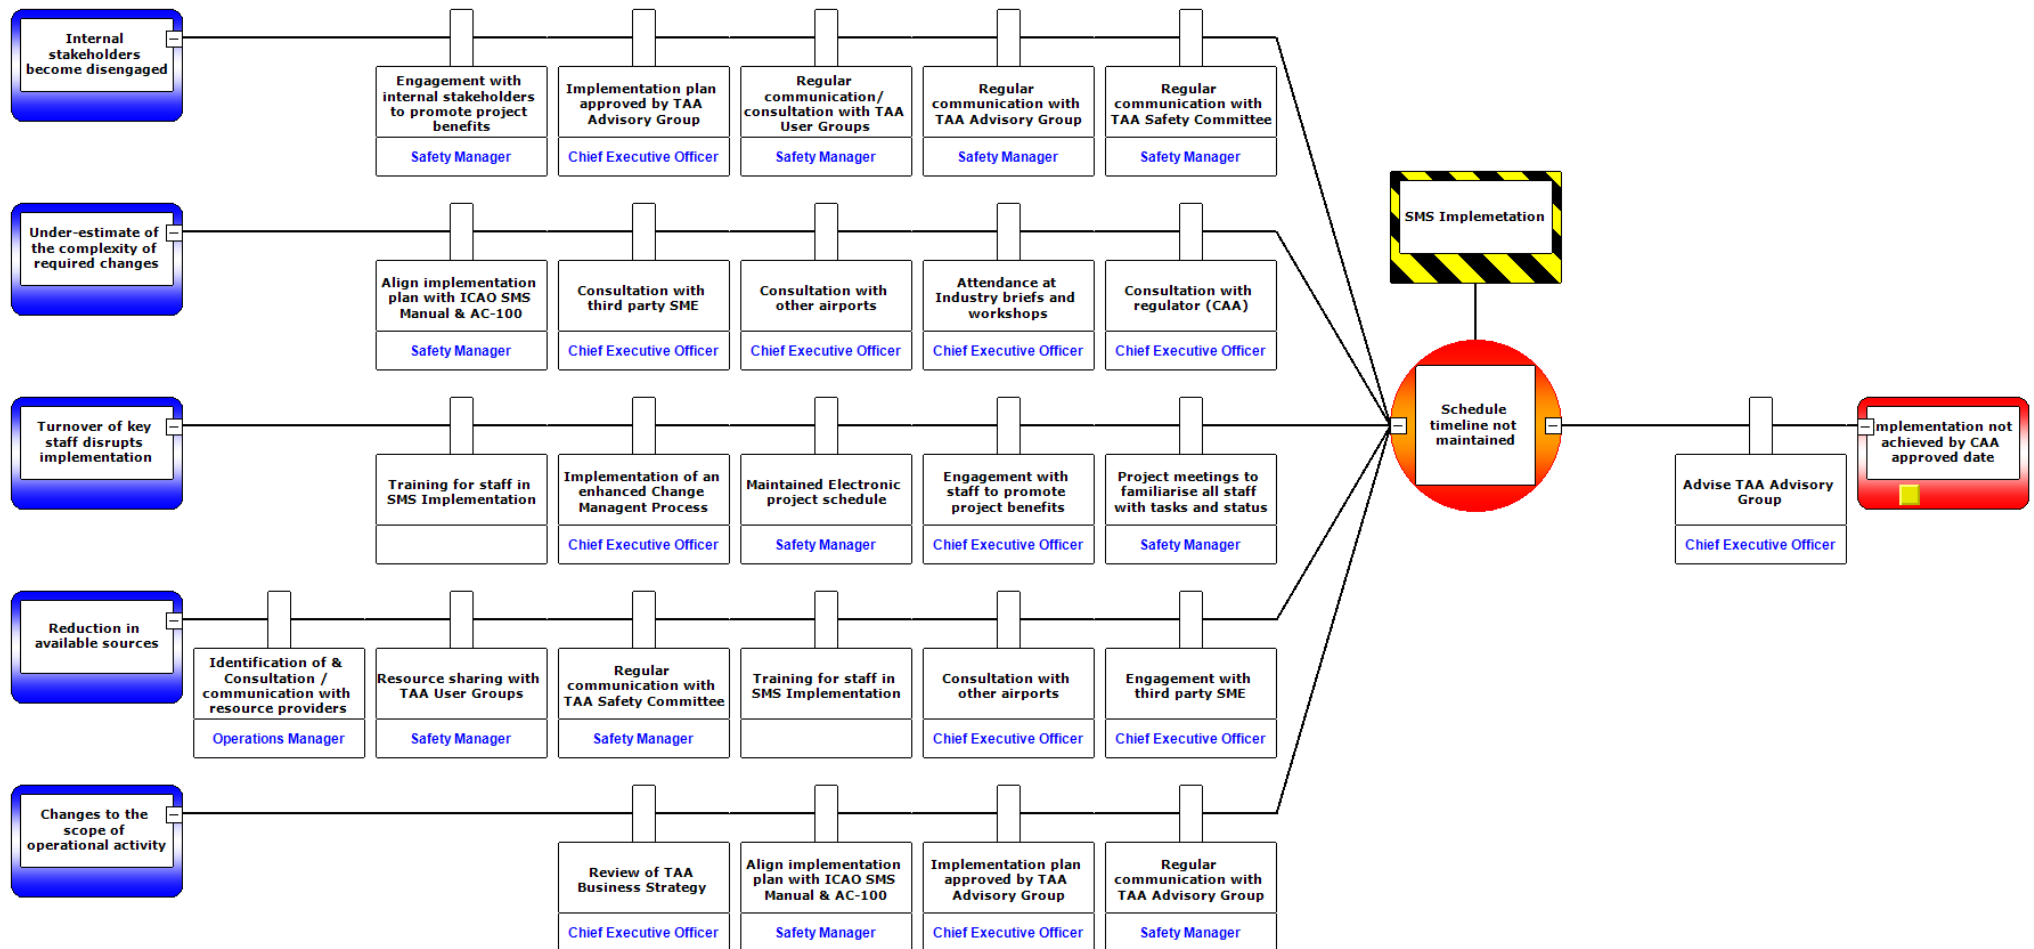 Internal
stakeholders
become disengaged
Engagement with
internal stakeholders
to promote project
benefits
Safety Manager
Implementation plan
approved by TAA
Advisory Group
Chief Executive Officer
Regular
communication/
consultation with TAA
User Groups
Safety Manager
Regular
communication with
TAA Advisory Group
Safety Manager
Regular
communication with
TAA Safety Committee
Safety Manager
SMS Implemetation
Under-estimate of
the complexity of
required changes
Align implementation
plan with ICAO SMS
Manual & AC-100
Safety Manager
Consultation with
third party SME
Chief Executive Officer
Consultation with
other airports
Chief Executive Officer
Attendance at
Industry briefs and
workshops
Chief Executive Officer
Consultation with
regulator (CAA)
Chief Executive Officer
Turnover of key
staff disrupts
implementation
Training for staff in
SMS Implementation
Implementation of an
enhanced Change
Managent Process
Chief Executive Officer
Maintained Electronic
project schedule
Safety Manager
Engagement with
staff to promote
project benefits
Chief Executive Officer
Project meetings to
familiarise all staff
with tasks and status
Safety Manager
Schedule
timeline not
maintained
Advise TAA Advisory
Group
Chief Executive Officer
mplementation not
achieved by CAA
approved date
Reduction in
available sources
Identification of &
Consultation /
communication with
resource providers
Operations Manager
Resource sharing with
TAA User Groups
Safety Manager
Regular
communication with
TAA Safety Committee
Safety Manager
Training for staff in
SMS Implementation
Consultation with
other airports
Chief Executive Officer
Engagement with
third party SME
Chief Executive Officer
Changes to the
scope of
operational activity
Review of TAA
Business Strategy
Chief Executive Officer
Align implementation
plan with ICAO SMS
Manual & AC-100
Safety Manager
Implementation plan
approved by TAA
Advisory Group
Chief Executive Officer
Regular
communication with
TAA Advisory Group
Safety Manager